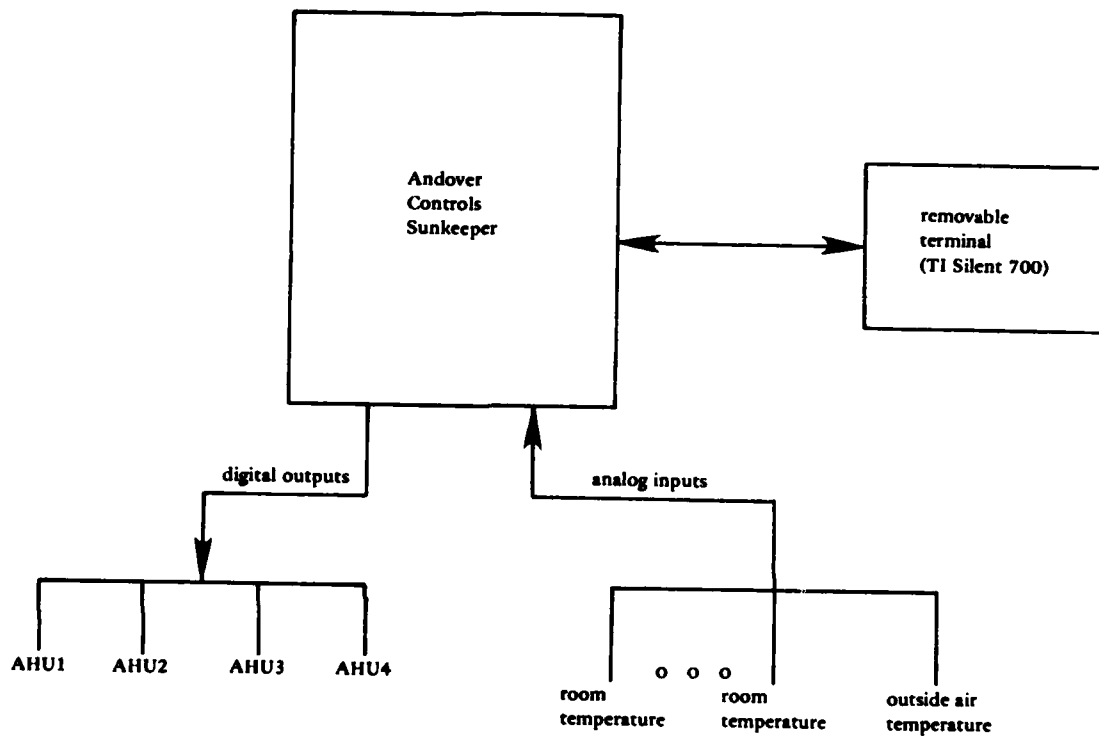 Andover
Controls
Sunkeeper
removable
terminal
(TI Silent 700)
digital outputs
analog inputs
AHU1 AHU2 AHU3 AHU4
o o o
room temperature
room temperature
outside air temperature